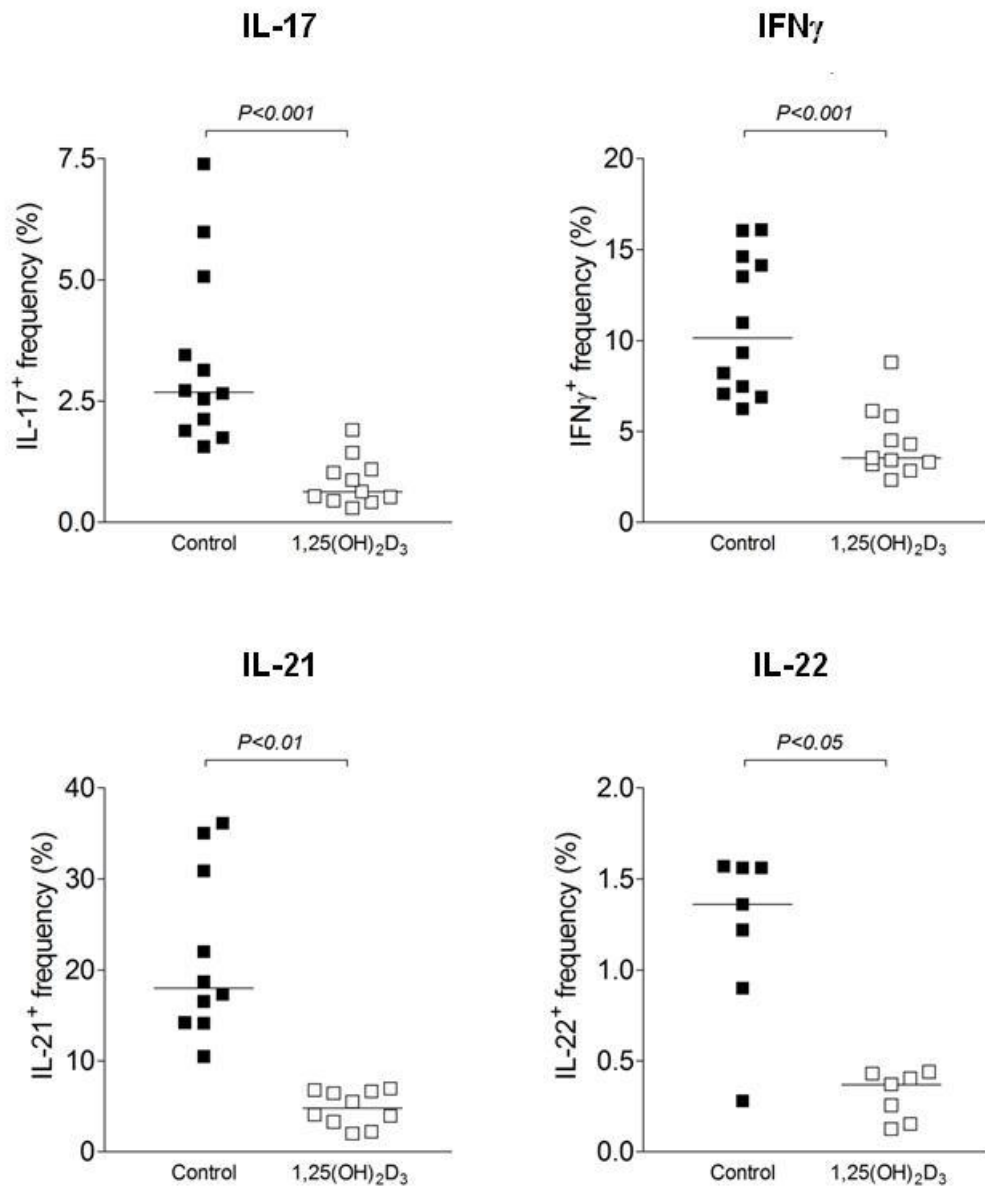 IL-17
P<0.001
IL-17⁺ frequency (%)
7.5
5.0
2.5
0.0
Control
1,25(OH)₂D₃
IFNγ
P<0.001
IFNγ⁺ frequency (%)
20
15
10
5
0
Control
1,25(OH)₂D₃
IL-21
P<0.01
IL-21⁺ frequency (%)
40
30
20
10
0
Control
1,25(OH)₂D₃
IL-22
P<0.05
IL-22⁺ frequency (%)
2.0
1.5
1.0
0.5
0.0
Control
1,25(OH)₂D₃